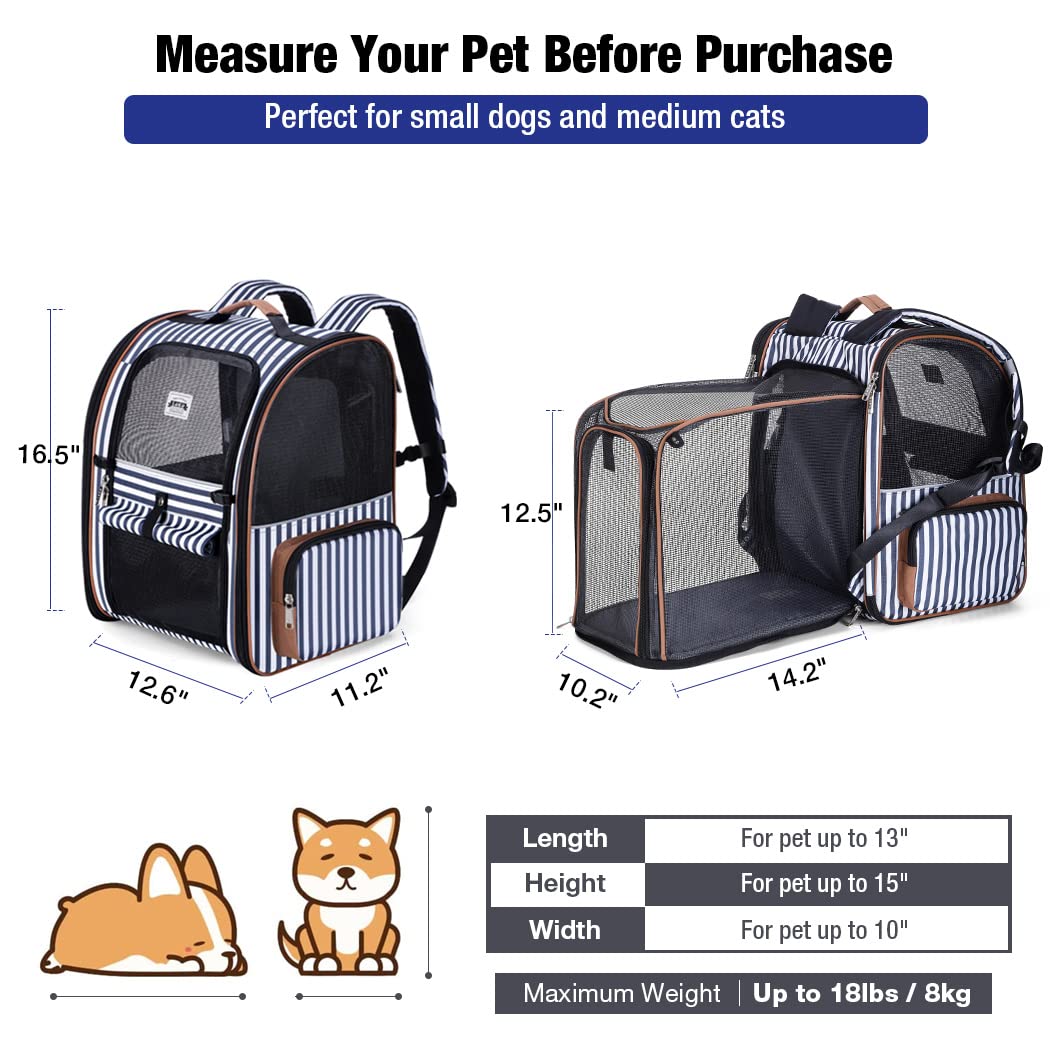 Measure Your Pet Before Purchase
Perfect for small dogs and medium cats
16.5"
12.6"
11.2"
12.5"
10.2"
14.2"
Length For pet up to 13"
Height For pet up to 15"
Width For pet up to 10"
Maximum Weight Up to 18lbs / 8kg